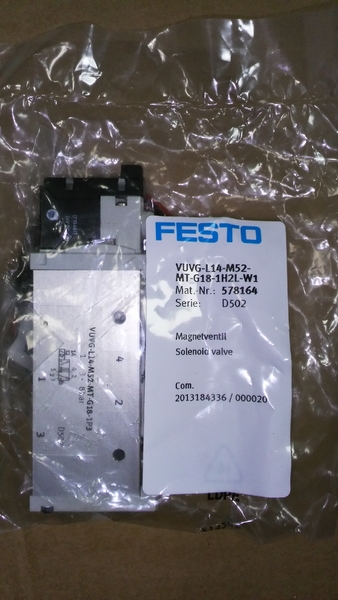 FESTO
VUVG-L14-M52-
MT-G18-1H2L-W1
Mat.-Nr.: 578164
Serie: D502
Magnetventil
Solenoid valve
Com.
2013184336 / 000020
LDPE
VUVG-L14-M52-MT-G18-1P3
4
2
1
3